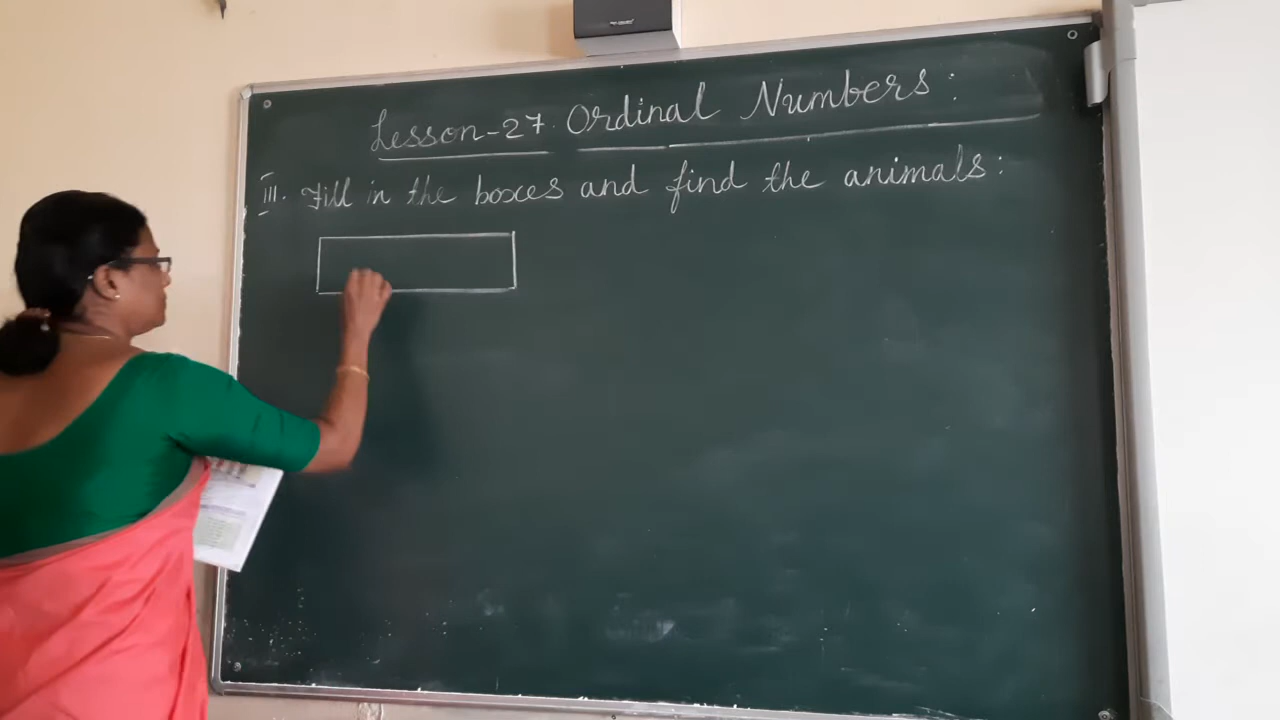 Lesson-27. Ordinal Numbers:
III. Fill in the boxes and find the animals: